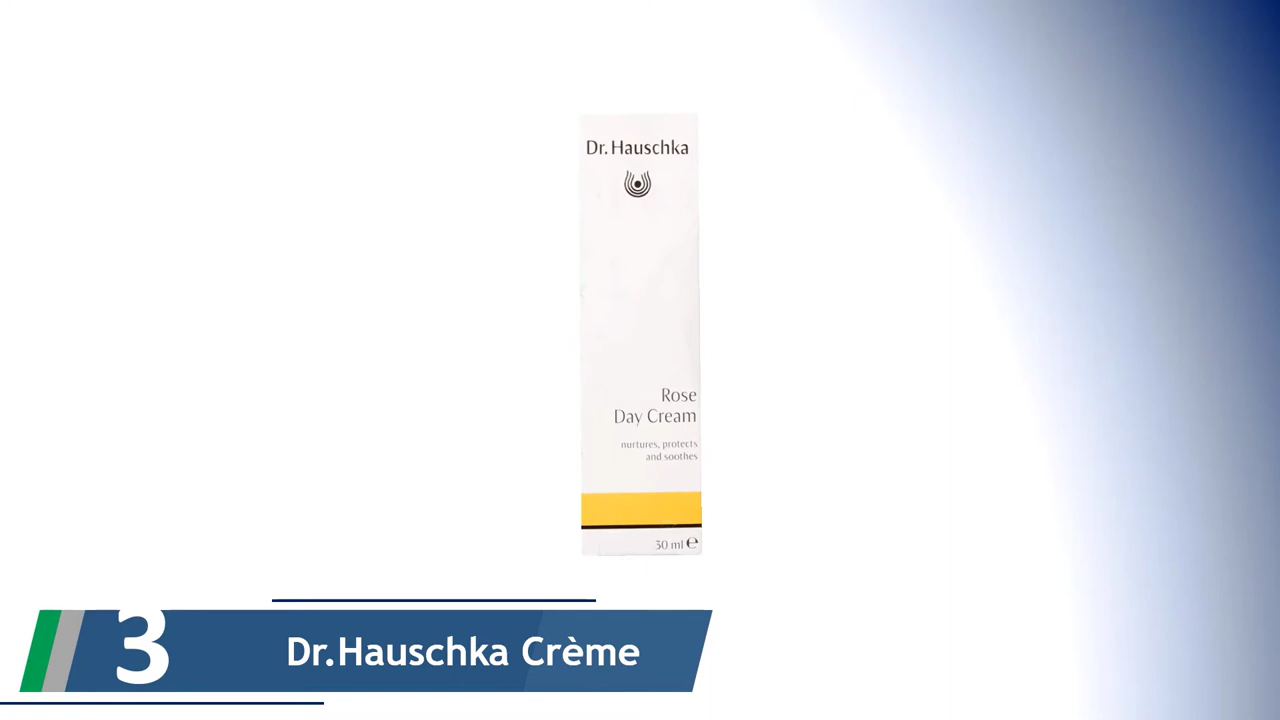 Dr. Hauschka
Rose
Day Cream
nurtures, protects
and soothes
30 ml e
3
Dr.Hauschka Crème